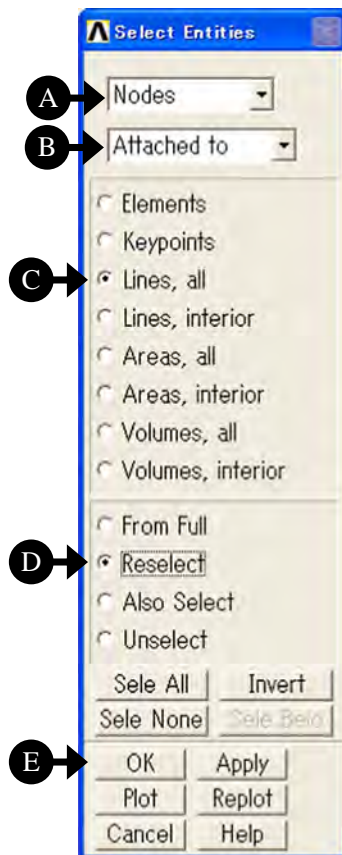 Select Entities
A Nodes
B Attached to
Elements
Keypoints
C Lines, all
Lines, interior
Areas, all
Areas, interior
Volumes, all
Volumes, interior
From Full
D Reselect
Also Select
Unselect
Sele All Invert
Sele None Sele Belo
E OK Apply
Plot Replot
Cancel Help